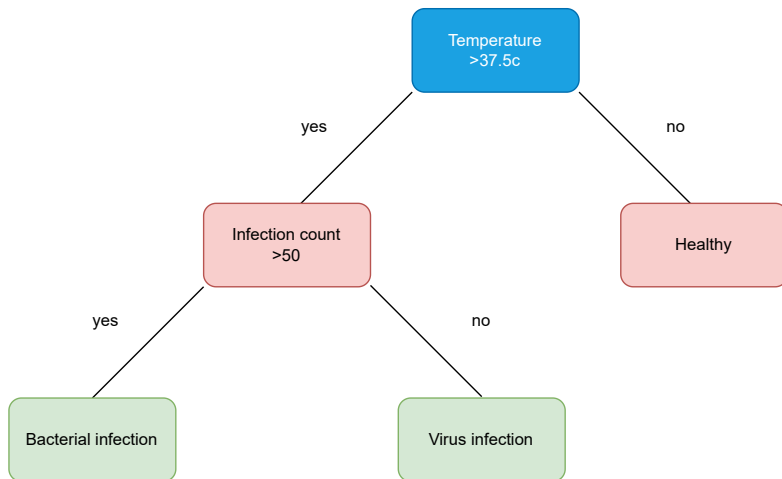 Temperature
>37.5c
yes
no
Infection count
>50
Healthy
yes
no
Bacterial infection
Virus infection